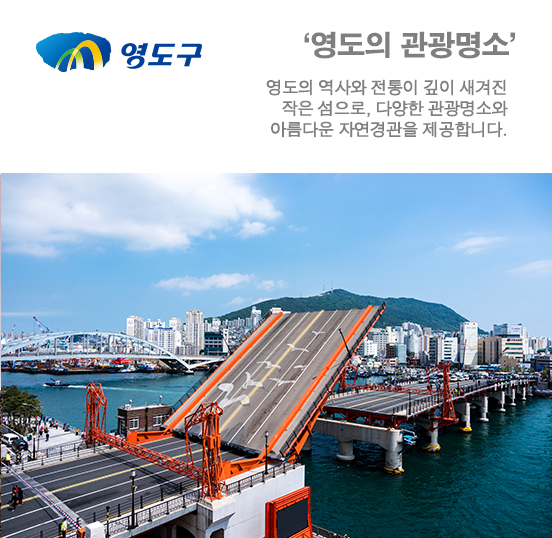 영도구
‘영도의 관광명소’
영도의 역사와 전통이 깊이 새겨진
작은 섬으로, 다양한 관광명소와
아름다운 자연경관을 제공합니다.